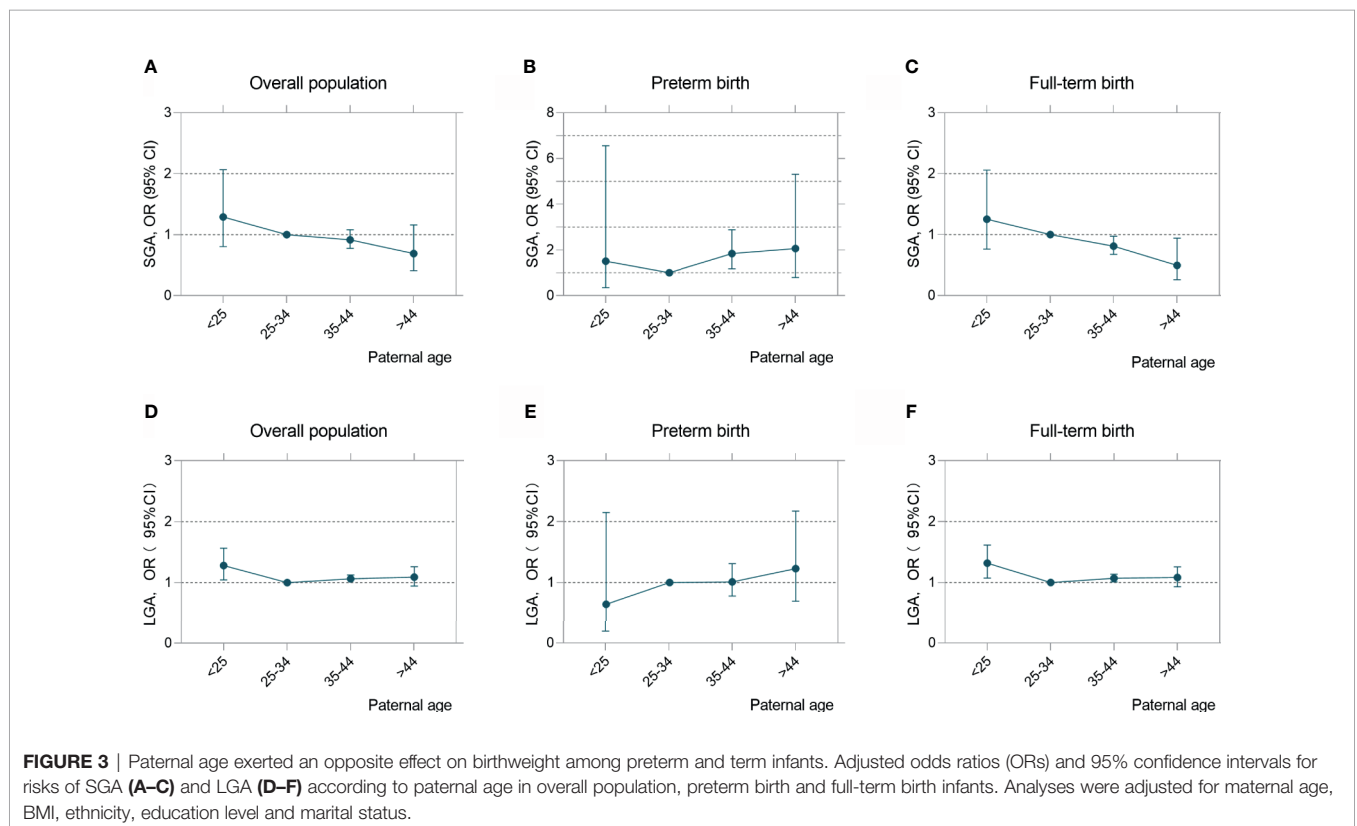 A
Overall population
SGA, OR (95% CI)
3
2
1
0
<25
25-34
35-44
>44
Paternal age
B
Preterm birth
SGA, OR (95% CI)
8
6
4
2
0
<25
25-34
35-44
>44
Paternal age
C
Full-term birth
SGA, OR (95% CI)
3
2
1
0
<25
25-34
35-44
>44
Paternal age
D
Overall population
LGA, OR( 95%CI)
3
2
1
0
<25
25-34
35-44
>44
Paternal age
E
Preterm birth
LGA, OR( 95%CI)
3
2
1
0
<25
25-34
35-44
>44
Paternal age
F
Full-term birth
LGA, OR( 95%CI)
3
2
1
0
<25
25-34
35-44
>44
Paternal age
FIGURE 3 | Paternal age exerted an opposite effect on birthweight among preterm and term infants. Adjusted odds ratios (ORs) and 95% confidence intervals for
risks of SGA (A–C) and LGA (D–F) according to paternal age in overall population, preterm birth and full-term birth infants. Analyses were adjusted for maternal age,
BMI, ethnicity, education level and marital status.